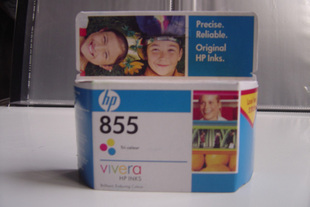 Precise.
Reliable.
Original
HP Inks.
hp
855
Tri-colour
vivera
HP INKS